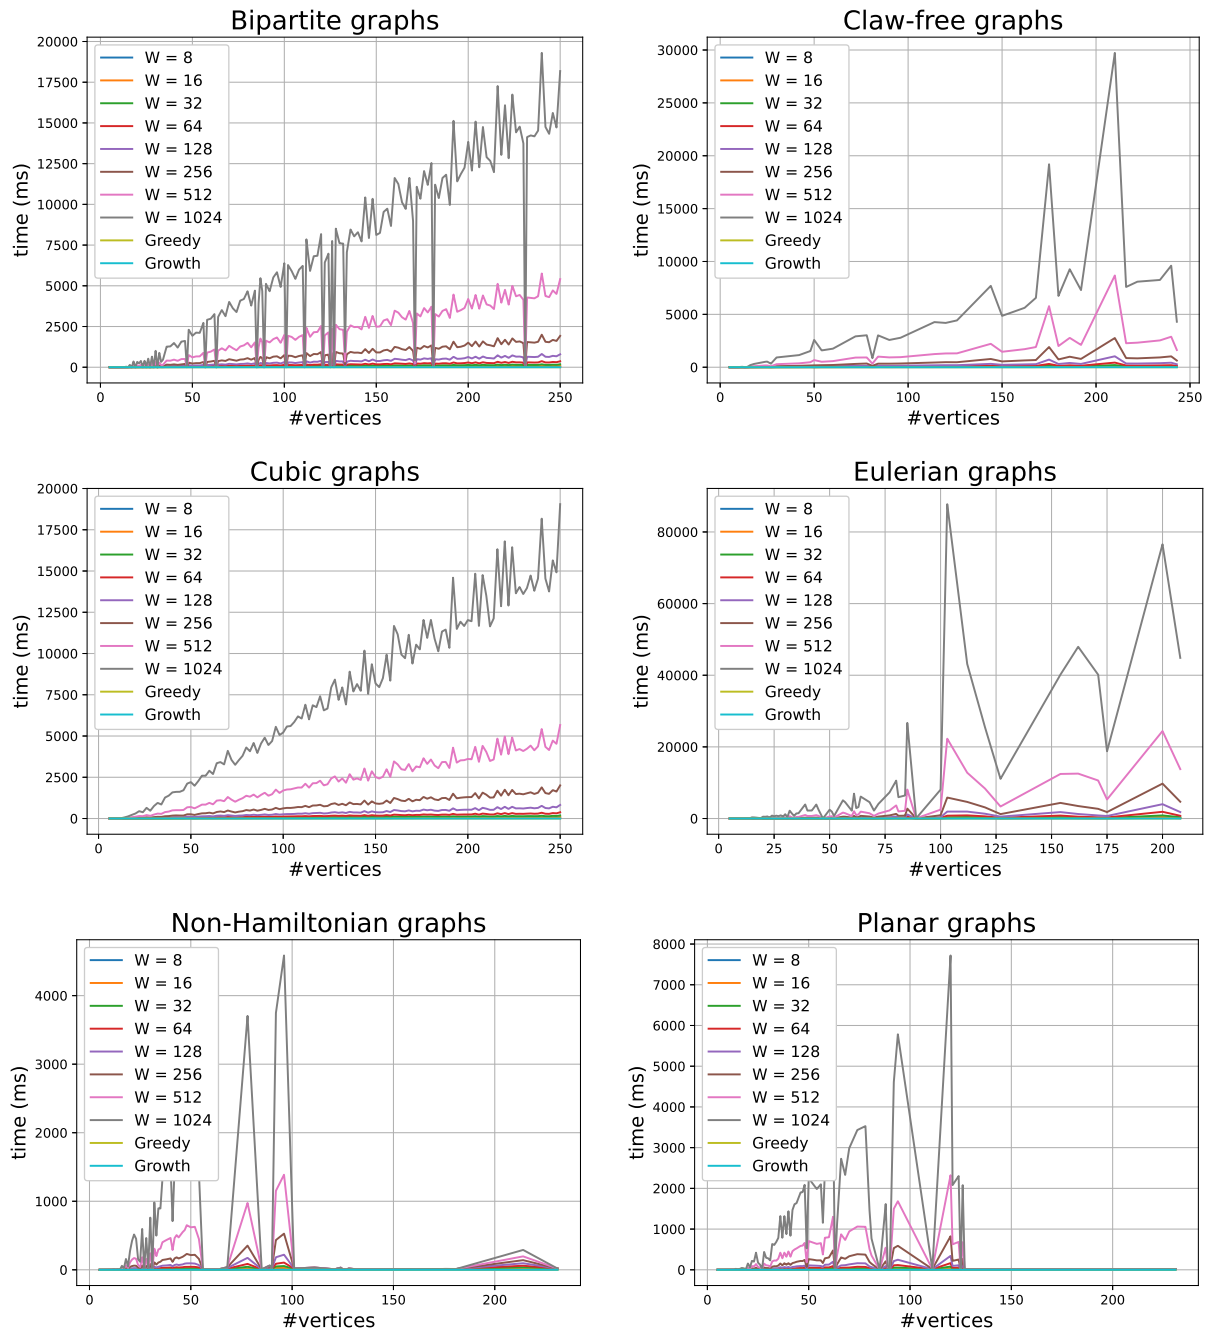 Bipartite graphs
20000
17500
15000
12500
10000
7500
5000
2500
0
time (ms)
W = 8
W = 16
W = 32
W = 64
W = 128
W = 256
W = 512
W = 1024
Greedy
Growth
0 50 100 150 200 250
#vertices
Claw-free graphs
30000
25000
20000
15000
10000
5000
0
time (ms)
W = 8
W = 16
W = 32
W = 64
W = 128
W = 256
W = 512
W = 1024
Greedy
Growth
0 50 100 150 200 250
#vertices
Cubic graphs
20000
17500
15000
12500
10000
7500
5000
2500
0
time (ms)
W = 8
W = 16
W = 32
W = 64
W = 128
W = 256
W = 512
W = 1024
Greedy
Growth
0 50 100 150 200 250
#vertices
Eulerian graphs
80000
60000
40000
20000
0
time (ms)
W = 8
W = 16
W = 32
W = 64
W = 128
W = 256
W = 512
W = 1024
Greedy
Growth
0 25 50 75 100 125 150 175 200
#vertices
Non-Hamiltonian graphs
4000
3000
2000
1000
0
time (ms)
W = 8
W = 16
W = 32
W = 64
W = 128
W = 256
W = 512
W = 1024
Greedy
Growth
0 50 100 150 200
#vertices
Planar graphs
8000
7000
6000
5000
4000
3000
2000
1000
0
time (ms)
W = 8
W = 16
W = 32
W = 64
W = 128
W = 256
W = 512
W = 1024
Greedy
Growth
0 50 100 150 200
#vertices